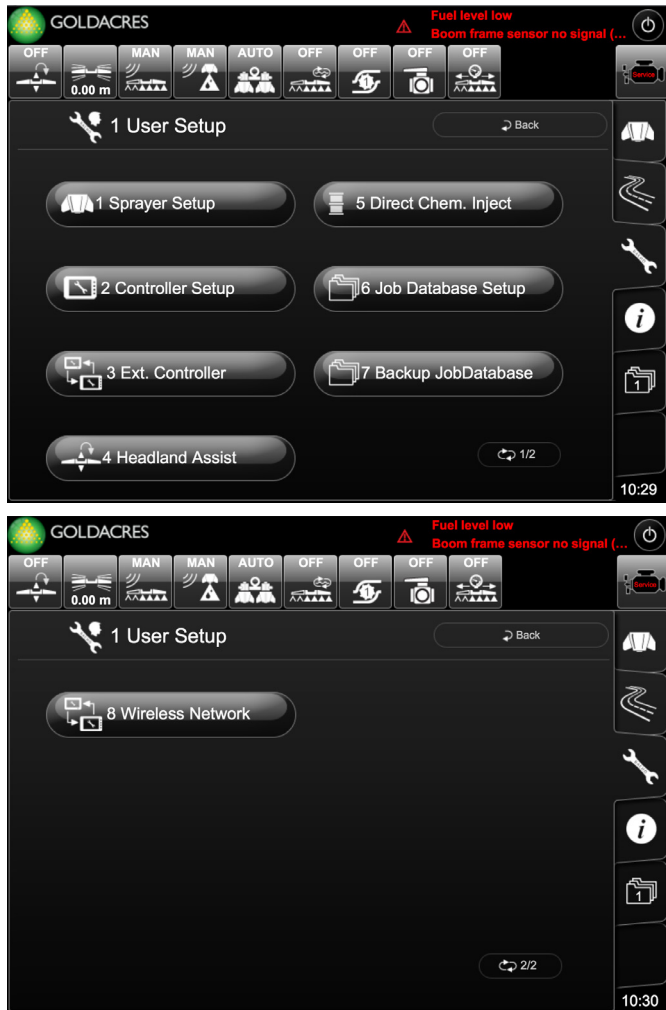 GOLDACRES
Fuel level low
Boom frame sensor no signal (...
OFF MAN MAN AUTO OFF OFF OFF OFF
0.00 m
Service
1 User Setup
Back
1 Sprayer Setup
5 Direct Chem. Inject
2 Controller Setup
6 Job Database Setup
3 Ext. Controller
7 Backup JobDatabase
4 Headland Assist
1/2
1
10:29
GOLDACRES
Fuel level low
Boom frame sensor no signal (...
OFF MAN MAN AUTO OFF OFF OFF OFF
0.00 m
Service
1 User Setup
Back
8 Wireless Network
1
2/2
10:30